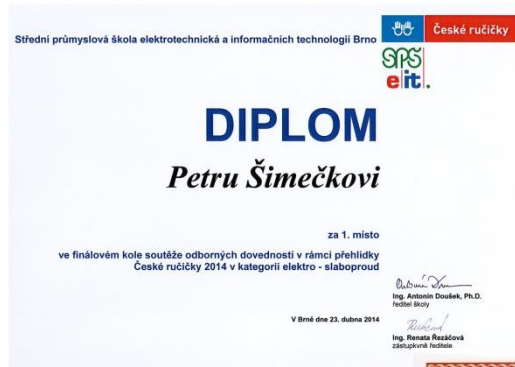 Střední průmyslová škola elektrotechnická a informačních technologií Brno
České ručičky
SPŠ
eit.
DIPLOM
Petru Šimečkovi
za 1. místo
ve finálovém kole soutěže odborných dovedností v rámci přehlídky
České ručičky 2014 v kategorii elektro - slaboproud
Ing. Antonín Doušek, Ph.D.
ředitel školy
V Brně dne 23. dubna 2014
Ing. Renata Řezáčová
zástupkyně ředitele